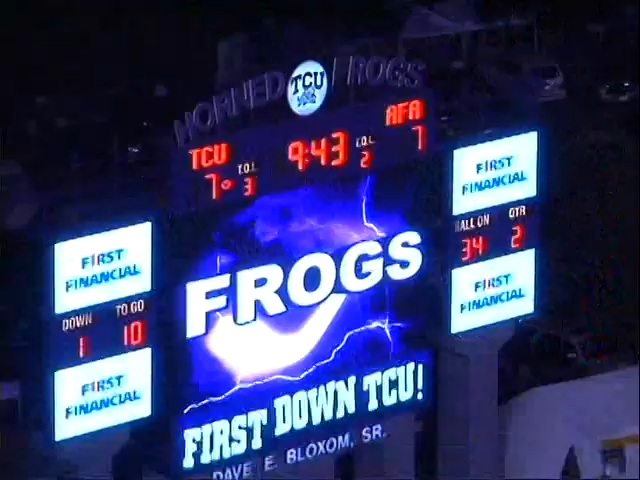 HORNED TCU FROGS
TCU 9:43 AFA
7 T.O.L. 3 T.O.L. 2 7
FIRST
FINANCIAL
FIRST
FINANCIAL
BALL ON QTR
34 2
FIRST
FINANCIAL
DOWN TO GO
1 10
FIRST
FINANCIAL
FROGS
FIRST DOWN TCU!
DAVE E. BLOXOM, SR.